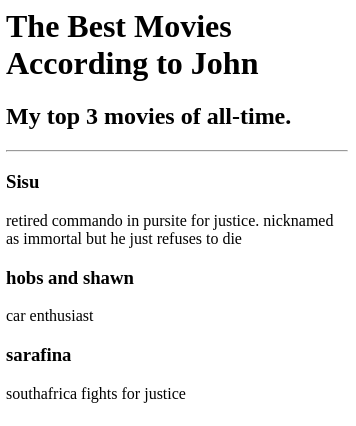 The Best Movies
According to John
My top 3 movies of all-time.
Sisu
retired commando in pursite for justice. nicknamed
as immortal but he just refuses to die
hobs and shawn
car enthusiast
sarafina
southafrica fights for justice